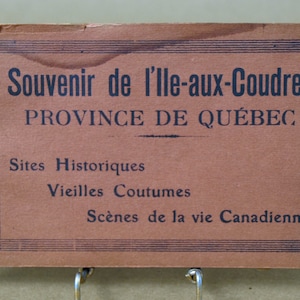 Souvenir de l'Ile-aux-Coudre
PROVINCE DE QUÉBEC
Sites Historiques
Vieilles Coutumes
Scènes de la vie Canadienn